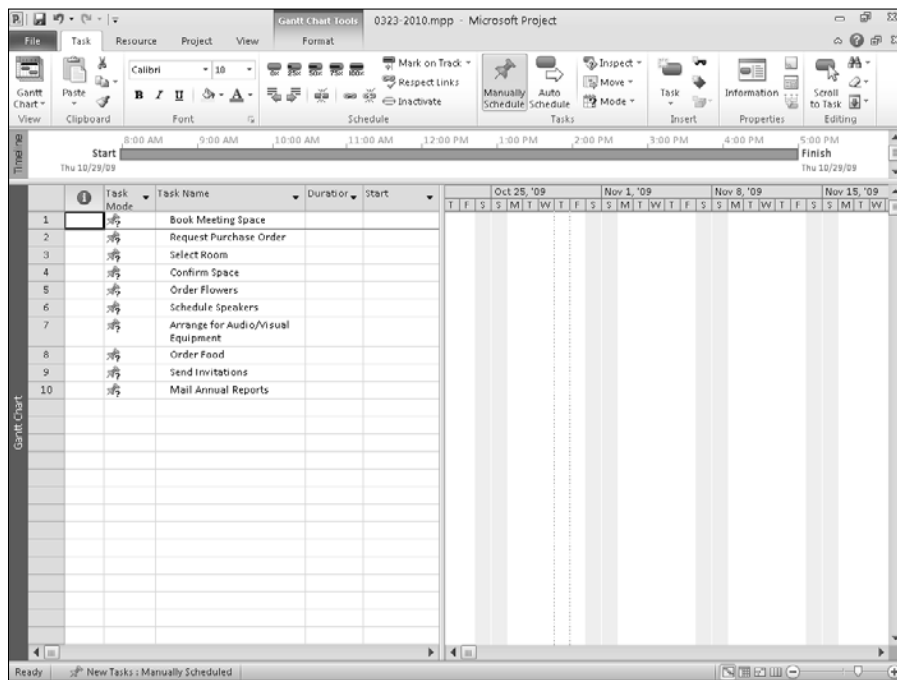 Gantt Chart Tools 0323-2010.mpp - Microsoft Project
File Task Resource Project View Format
Gantt Chart
View
Paste
Clipboard
Calibri 10
B I U A
Font
0% 25% 50% 75% 100%
Mark on Track
Respect Links
Inactivate
Schedule
Manually Schedule
Auto Schedule
Inspect
Move
Mode
Tasks
Task
Insert
Information
Properties
Scroll to Task
Editing
Timeline
8:00 AM 9:00 AM 10:00 AM 11:00 AM 12:00 PM 1:00 PM 2:00 PM 3:00 PM 4:00 PM 5:00 PM
Start Finish
Thu 10/29/09 Thu 10/29/09
Task Mode Task Name Duration Start
Oct 25, '09 Nov 1, '09 Nov 8, '09 Nov 15, '09
T F S S M T W T F S S M T W T F S S M T W T F S S M T W
1 Book Meeting Space
2 Request Purchase Order
3 Select Room
4 Confirm Space
5 Order Flowers
6 Schedule Speakers
7 Arrange for Audio/Visual
Equipment
8 Order Food
9 Send Invitations
10 Mail Annual Reports
Gantt Chart
Ready New Tasks : Manually Scheduled